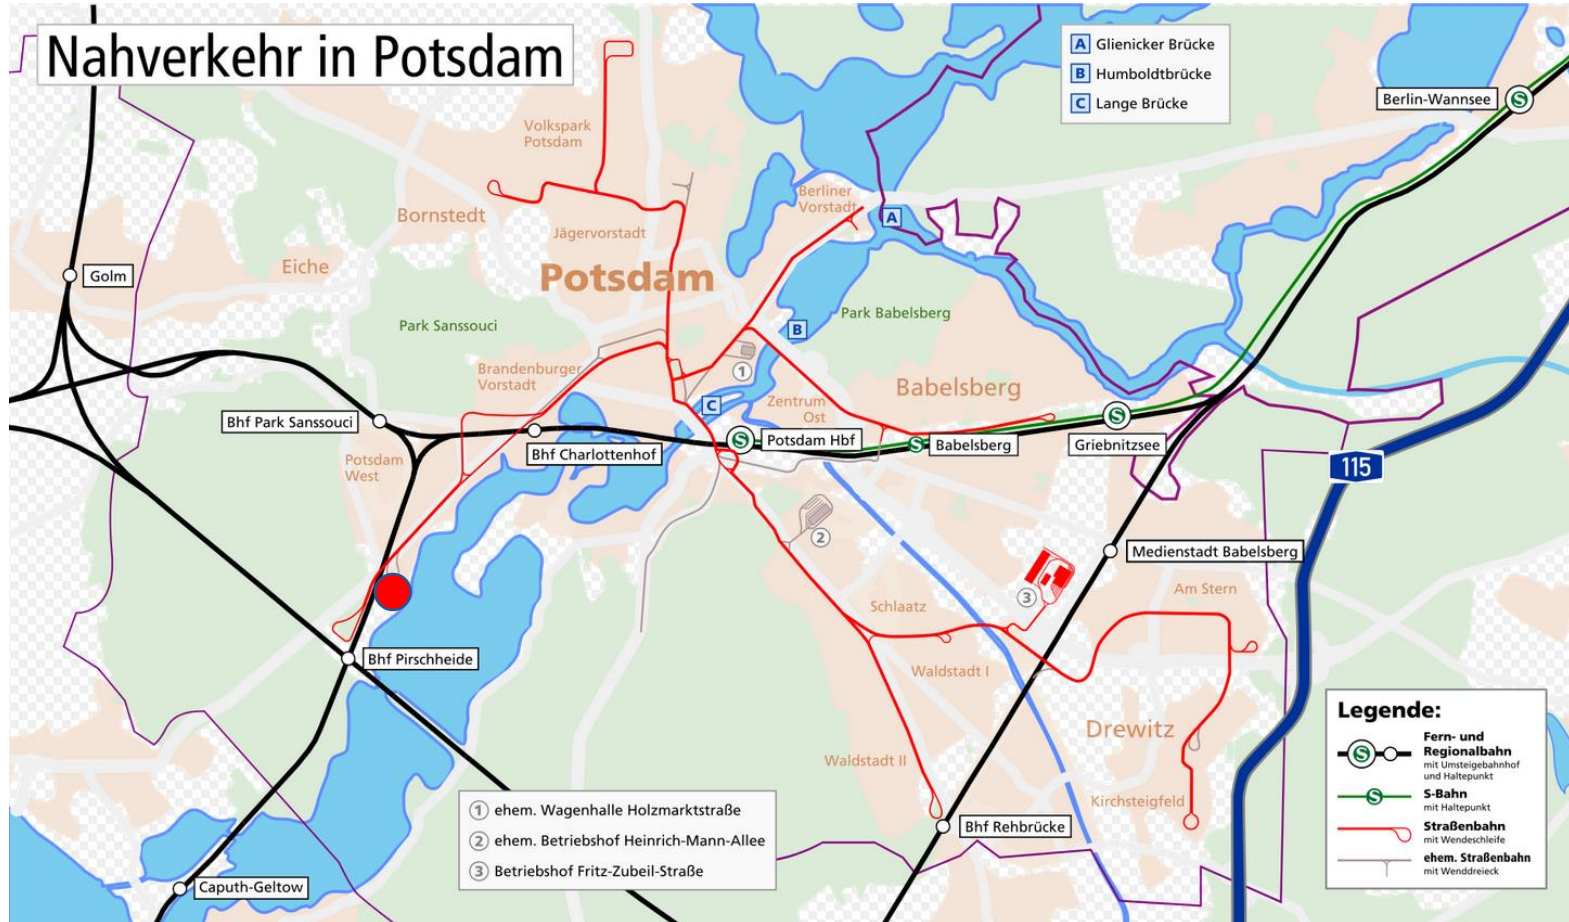 Nahverkehr in Potsdam
A Glienicker Brücke
B Humboldtbrücke
C Lange Brücke
Berlin-Wannsee
S
Volkspark
Potsdam
Berliner
Vorstadt
A
Bornstedt
Jägervorstadt
Eiche
Golm
Potsdam
Park Sanssouci
Park Babelsberg
B
1
Brandenburger
Vorstadt
Babelsberg
Zentrum
Ost
C
Bhf Park Sanssouci
S
Potsdam Hbf
S
Babelsberg
S
Griebnitzsee
Bhf Charlottenhof
Potsdam
West
115
2
Medienstadt Babelsberg
3
Am Stern
Schlaatz
Bhf Pirschheide
Waldstadt I
Drewitz
Waldstadt II
Kirchsteigfeld
Bhf Rehbrücke
Caputh-Geltow
1 ehem. Wagenhalle Holzmarktstraße
2 ehem. Betriebshof Heinrich-Mann-Allee
3 Betriebshof Fritz-Zubeil-Straße
Legende:
S
Fern- und
Regionalbahn
mit Umsteigebahnhof
und Haltepunkt
S
S-Bahn
mit Haltepunkt
Straßenbahn
mit Wendeschleife
ehem. Straßenbahn
mit Wenddreieck